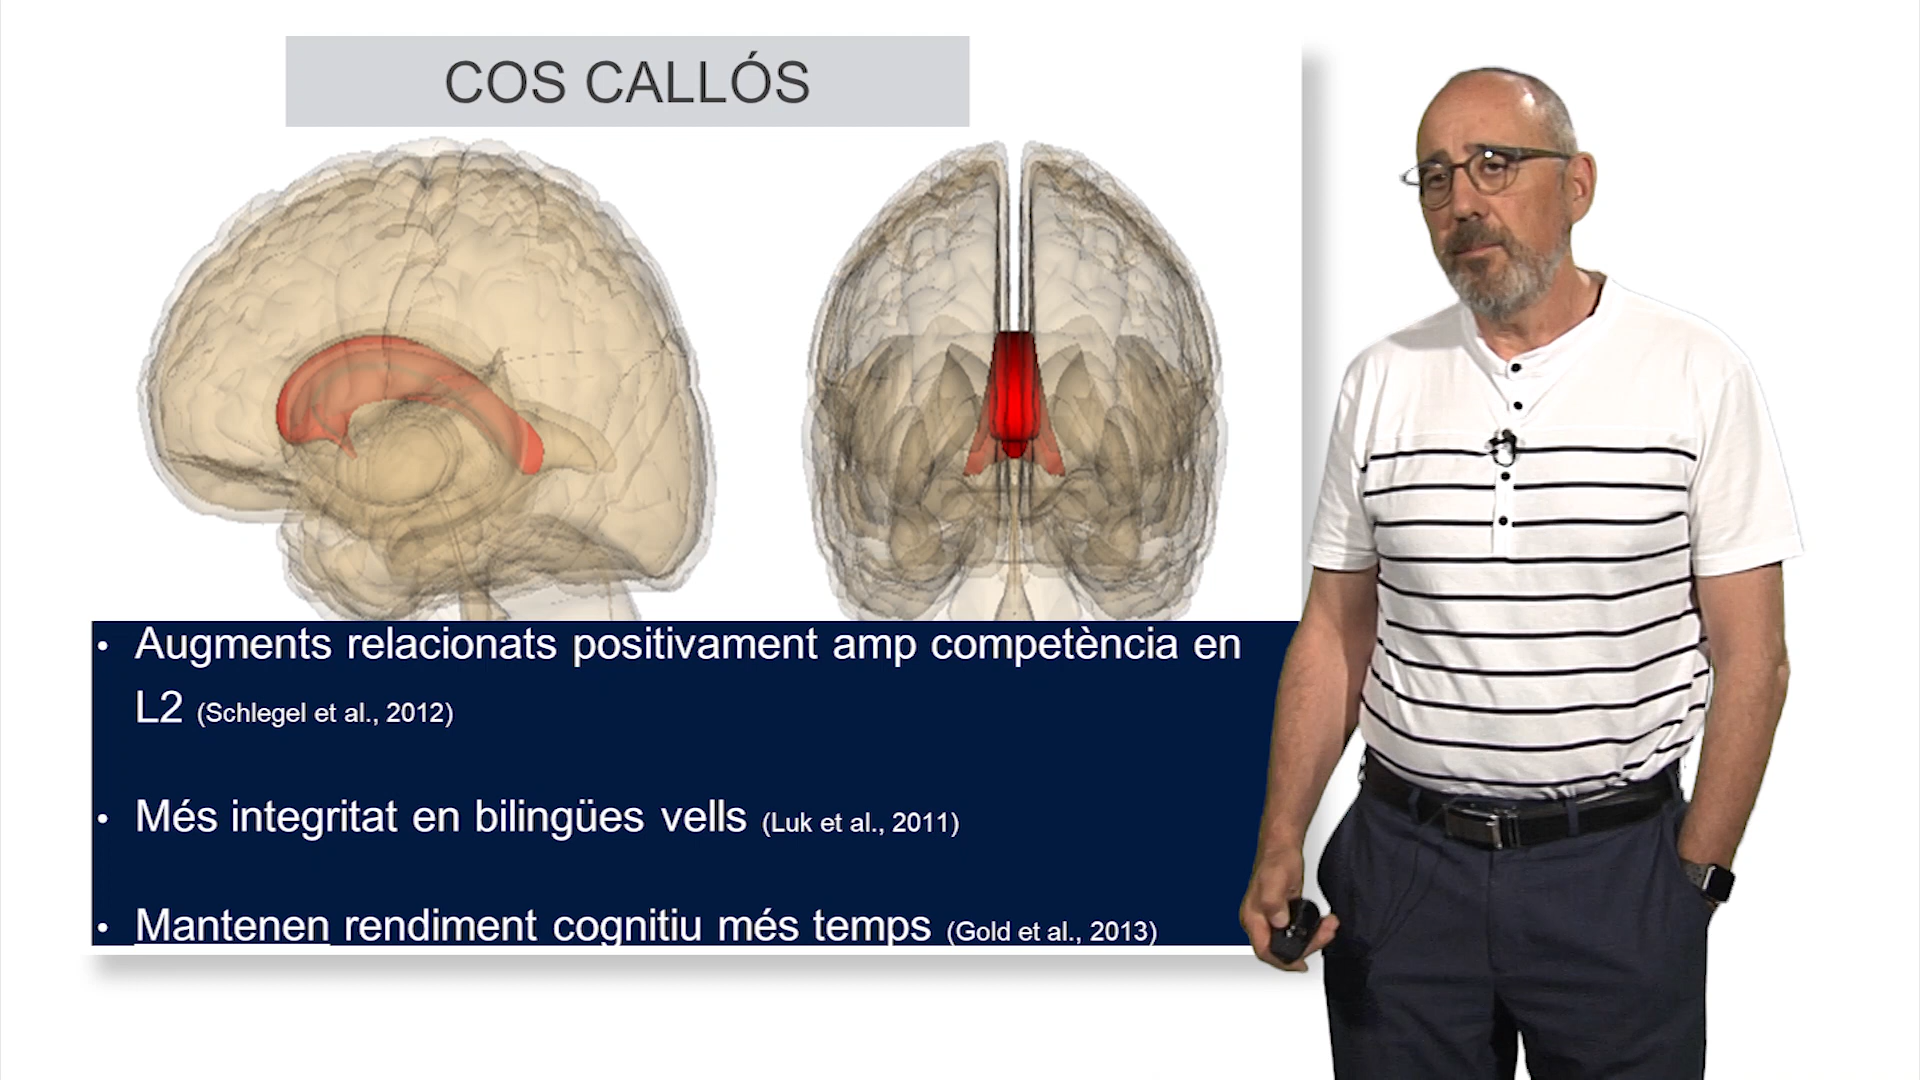 COS CALLÓS
• Augments relacionats positivament amp competència en
L2 (Schlegel et al., 2012)
• Més integritat en bilingües vells (Luk et al., 2011)
• Mantenen rendiment cognitiu més temps (Gold et al., 2013)